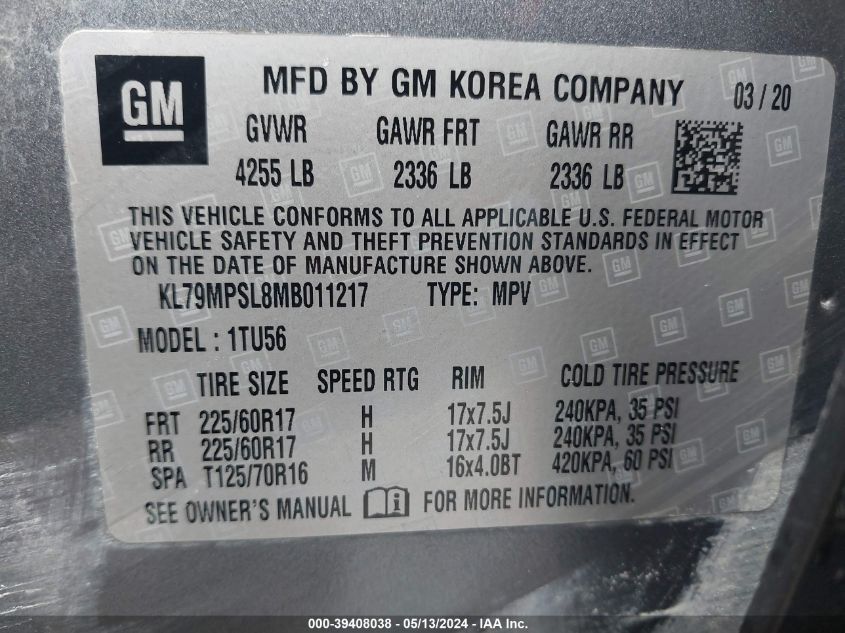 GM MFD BY GM KOREA COMPANY 03/20
GVWR GAWR FRT GAWR RR
4255 LB 2336 LB 2336 LB
THIS VEHICLE CONFORMS TO ALL APPLICABLE U.S. FEDERAL MOTOR
VEHICLE SAFETY AND THEFT PREVENTION STANDARDS IN EFFECT
ON THE DATE OF MANUFACTURE SHOWN ABOVE.
KL79MPSL8MB011217 TYPE: MPV
MODEL : 1TU56
TIRE SIZE SPEED RTG RIM COLD TIRE PRESSURE
FRT 225/60R17 H 17x7.5J 240KPA, 35 PSI
RR 225/60R17 H 17x7.5J 240KPA, 35 PSI
SPA T125/70R16 M 16x4.0BT 420KPA, 60 PSI
SEE OWNER'S MANUAL FOR MORE INFORMATION.
000-39408038 - 05/13/2024 - IAA Inc.